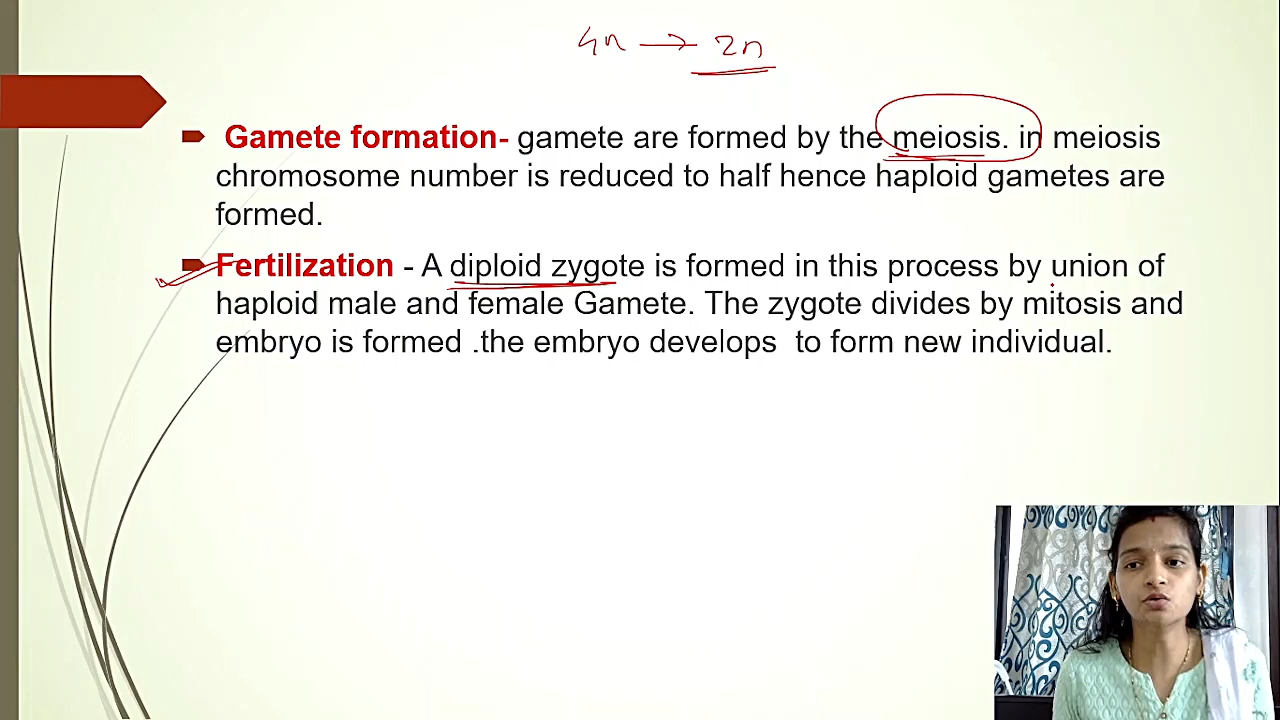 4n → 2n
Gamete formation- gamete are formed by the meiosis. in meiosis
chromosome number is reduced to half hence haploid gametes are
formed.
Fertilization - A diploid zygote is formed in this process by union of
haploid male and female Gamete. The zygote divides by mitosis and
embryo is formed .the embryo develops to form new individual.